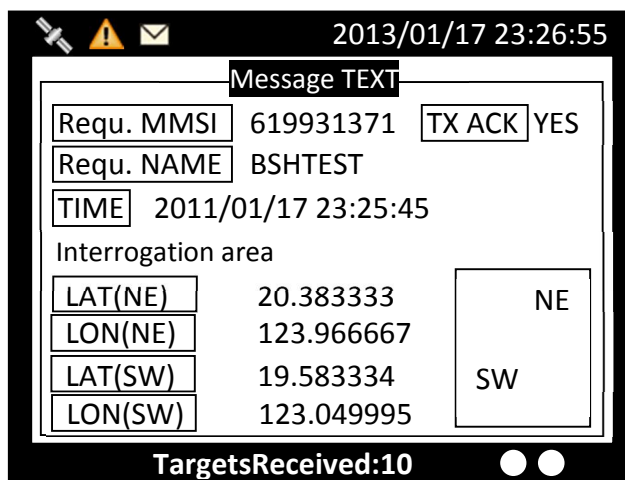 2013/01/17 23:26:55
Message TEXT
Requ. MMSI 619931371 TX ACK YES
Requ. NAME BSHTEST
TIME 2011/01/17 23:25:45
Interrogation area
LAT(NE) 20.383333 NE
LON(NE) 123.966667
LAT(SW) 19.583334 SW
LON(SW) 123.049995
TargetsReceived:10